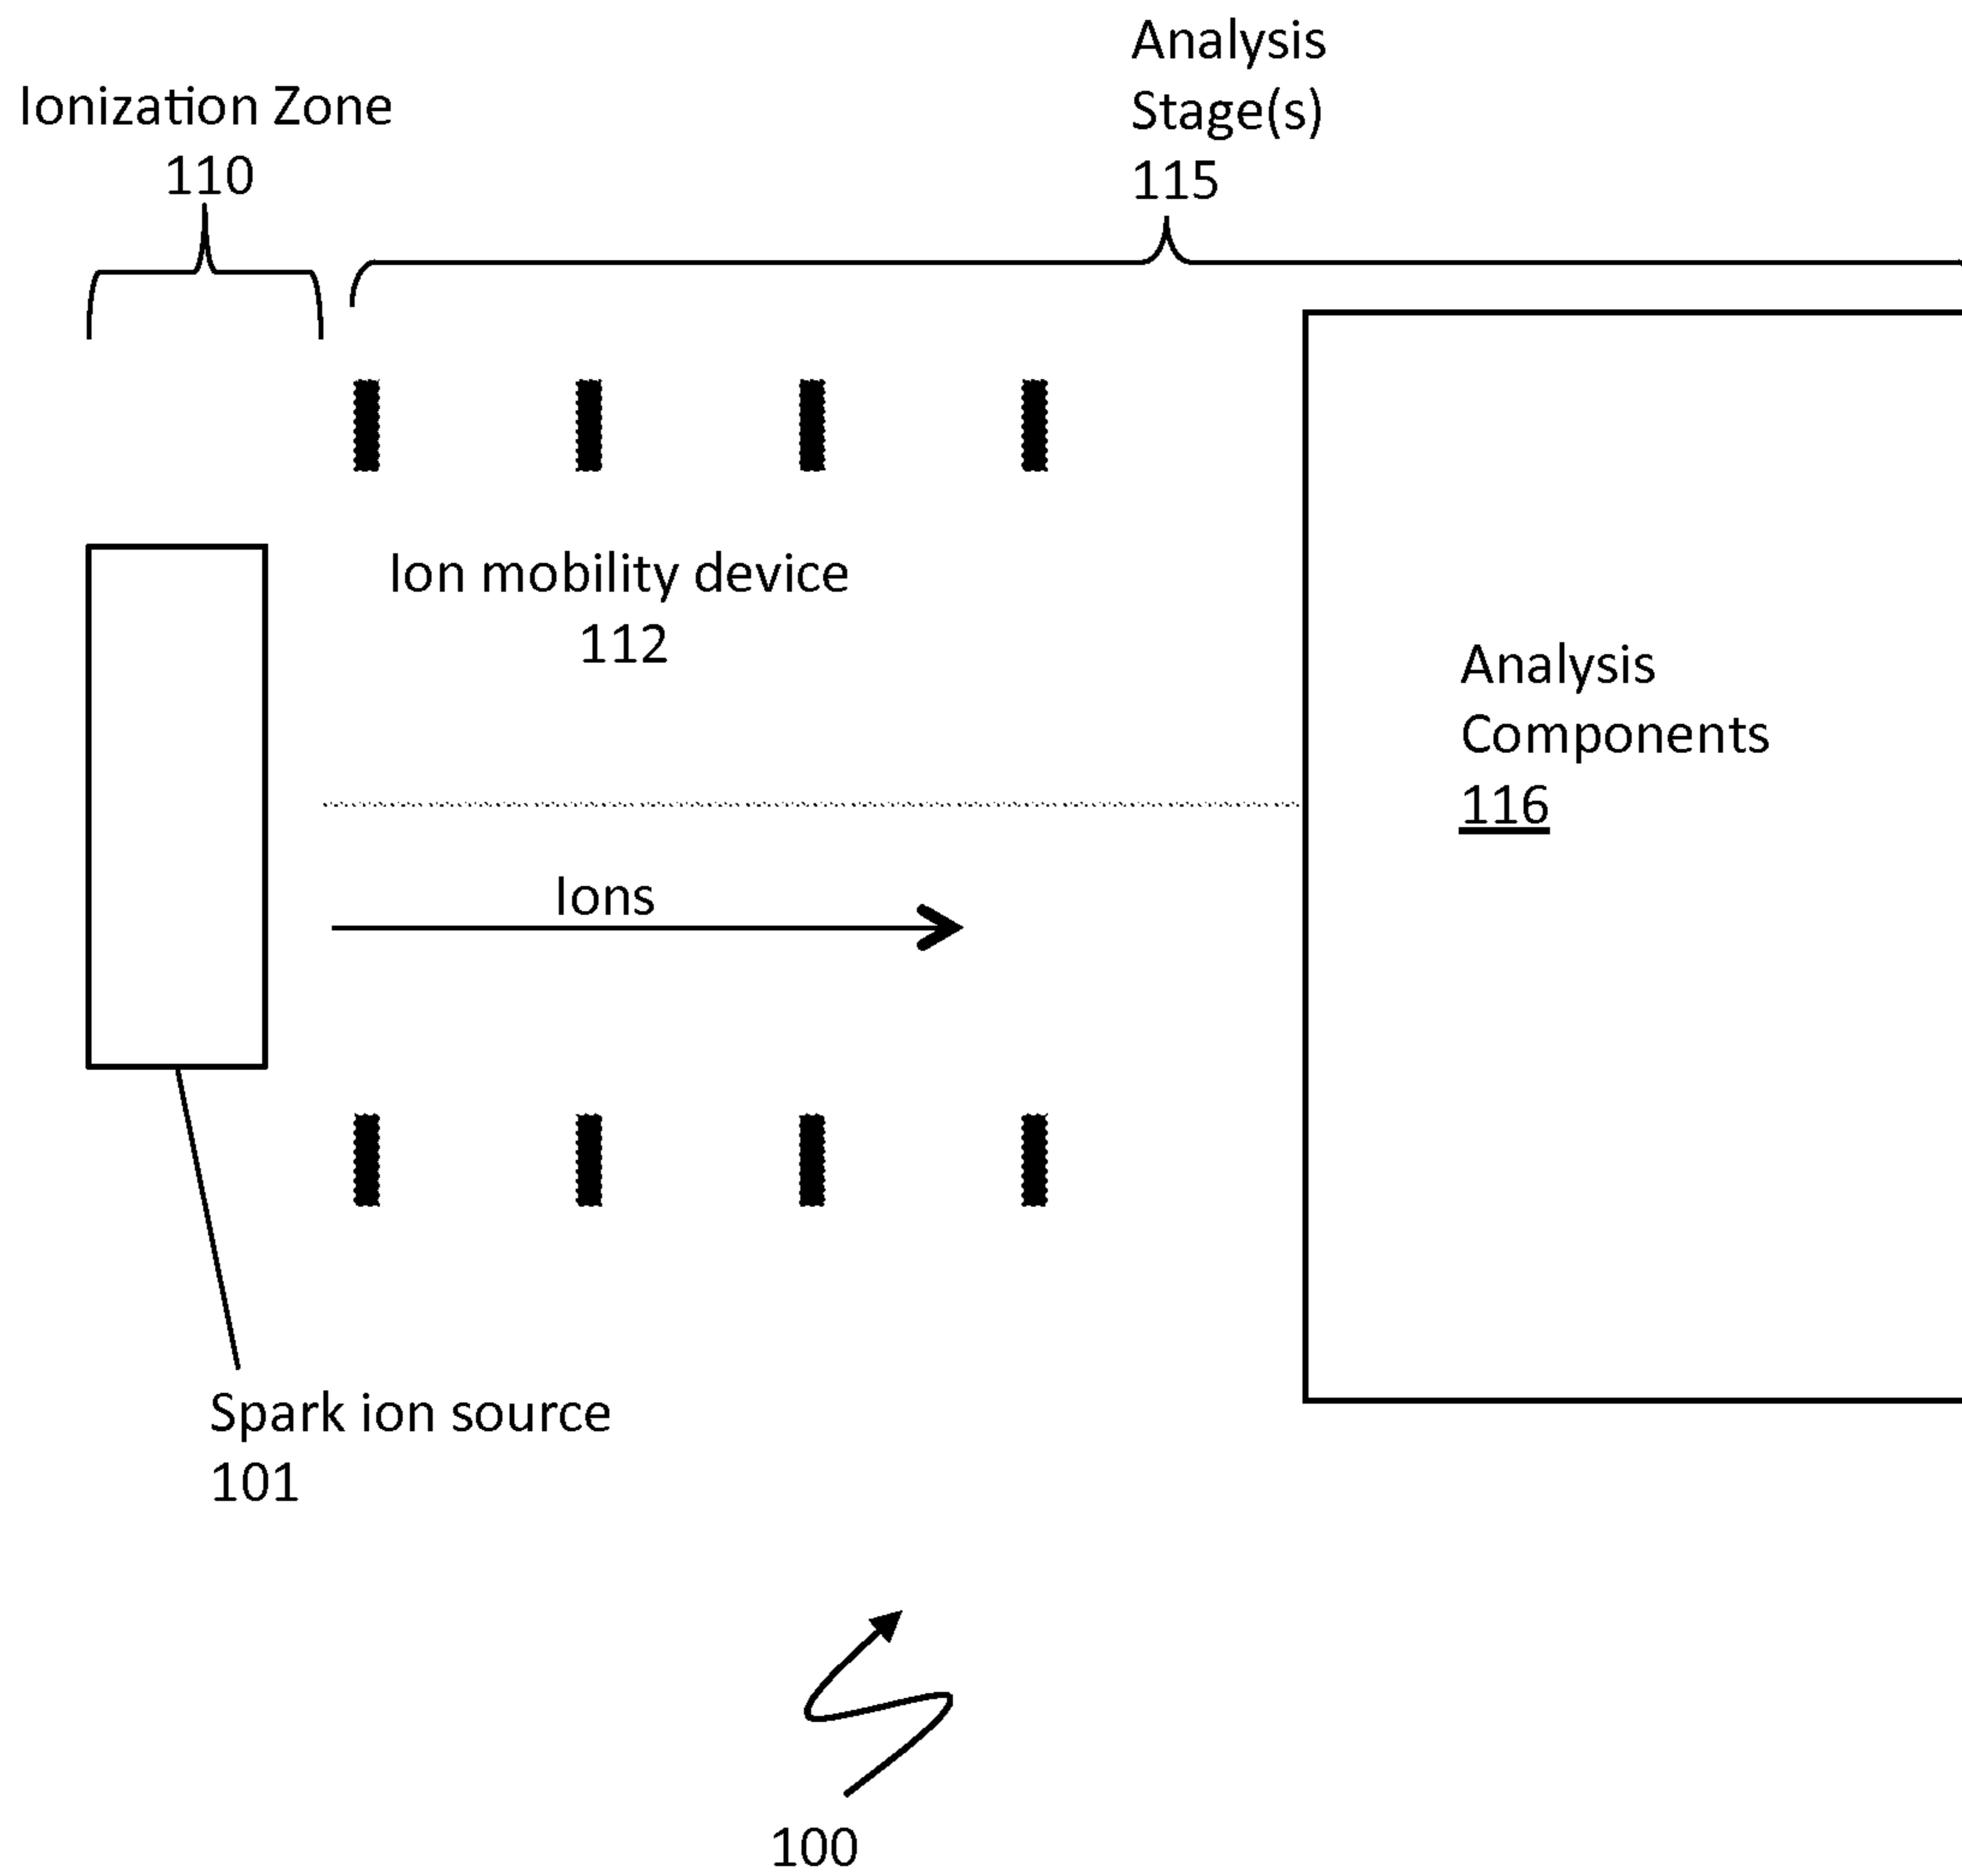 Analysis
Stage(s)
115
Ionization Zone
110
Ion mobility device
112
Analysis
Components
116
Ions
Spark ion source
101
100